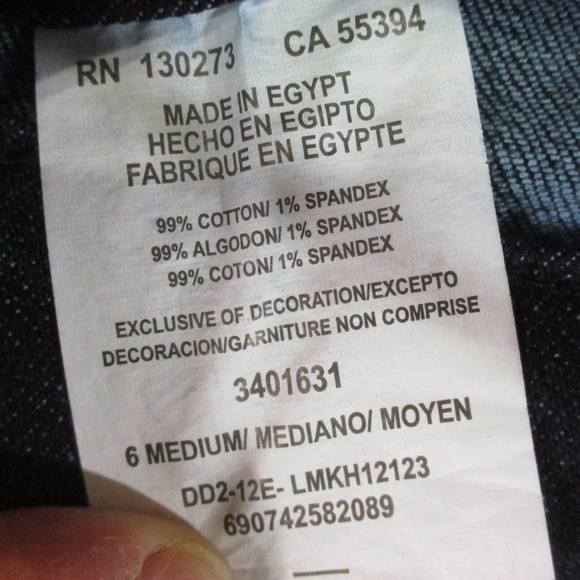 RN 130273 CA 55394
MADE IN EGYPT
HECHO EN EGIPTO
FABRIQUE EN EGYPTE
99% COTTON/ 1% SPANDEX
99% ALGODON/ 1% SPANDEX
99% COTON/ 1% SPANDEX
EXCLUSIVE OF DECORATION/EXCEPTO
DECORACION/GARNITURE NON COMPRISE
3401631
6 MEDIUM/ MEDIANO/ MOYEN
DD2-12E- LMKH12123
690742582089